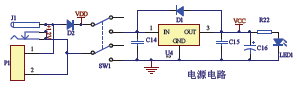 J1
VDD
D2
P1
1
2
SW1
C14
D1
1
IN
OUT
3
GND
U4
2
VCC
C15
C16
R22
LED1
电源电路